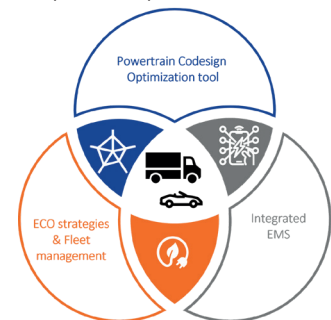 Powertrain Codesign
Optimization tool
ECO strategies
& Fleet
management
Integrated
EMS